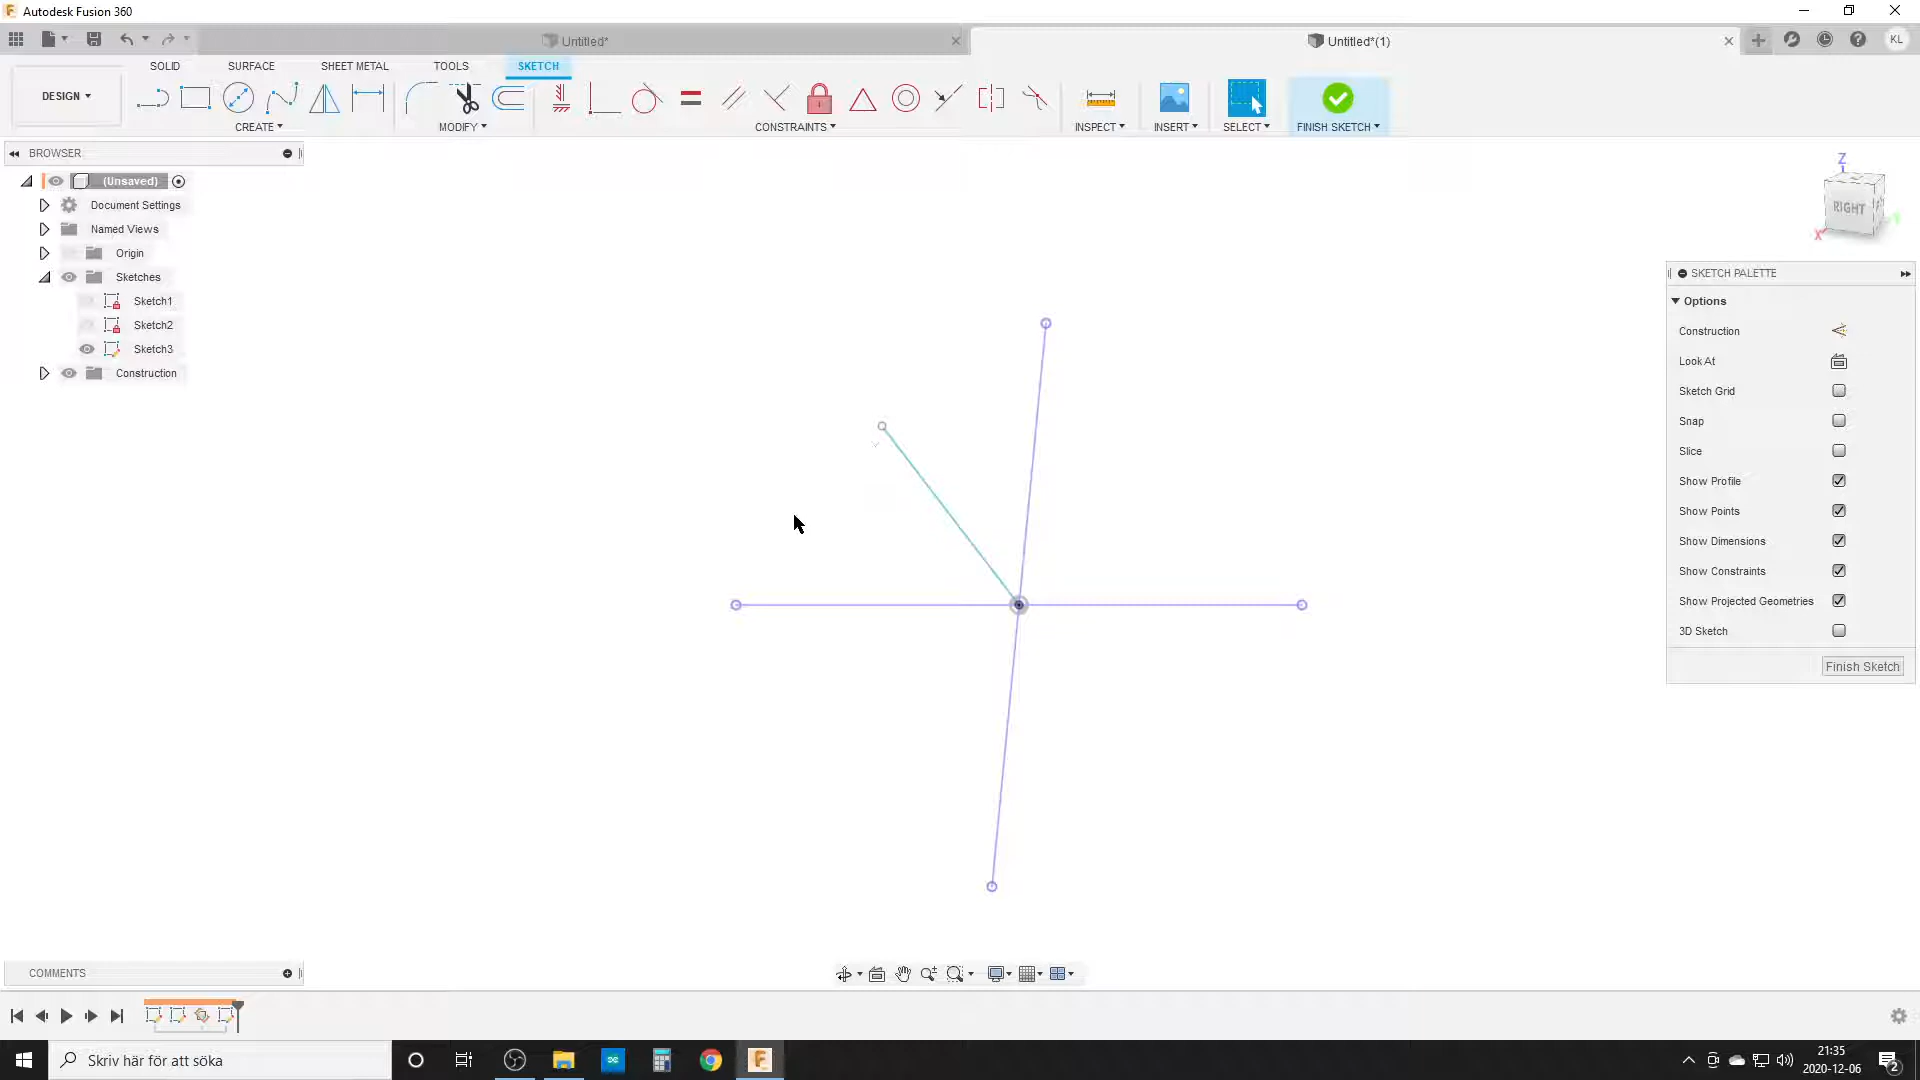 Autodesk Fusion 360
Untitled*
Untitled*(1)
KL
SOLID
SURFACE
SHEET METAL
TOOLS
SKETCH
DESIGN
CREATE
MODIFY
CONSTRAINTS
INSPECT
INSERT
SELECT
FINISH SKETCH
BROWSER
(Unsaved)
Document Settings
Named Views
Origin
Sketches
Sketch1
Sketch2
Sketch3
Construction
Z
RIGHT
X
SKETCH PALETTE
Options
Construction
Look At
Sketch Grid
Snap
Slice
Show Profile
Show Points
Show Dimensions
Show Constraints
Show Projected Geometries
3D Sketch
Finish Sketch
COMMENTS
Skriv här för att söka
21:35
2020-12-06
2